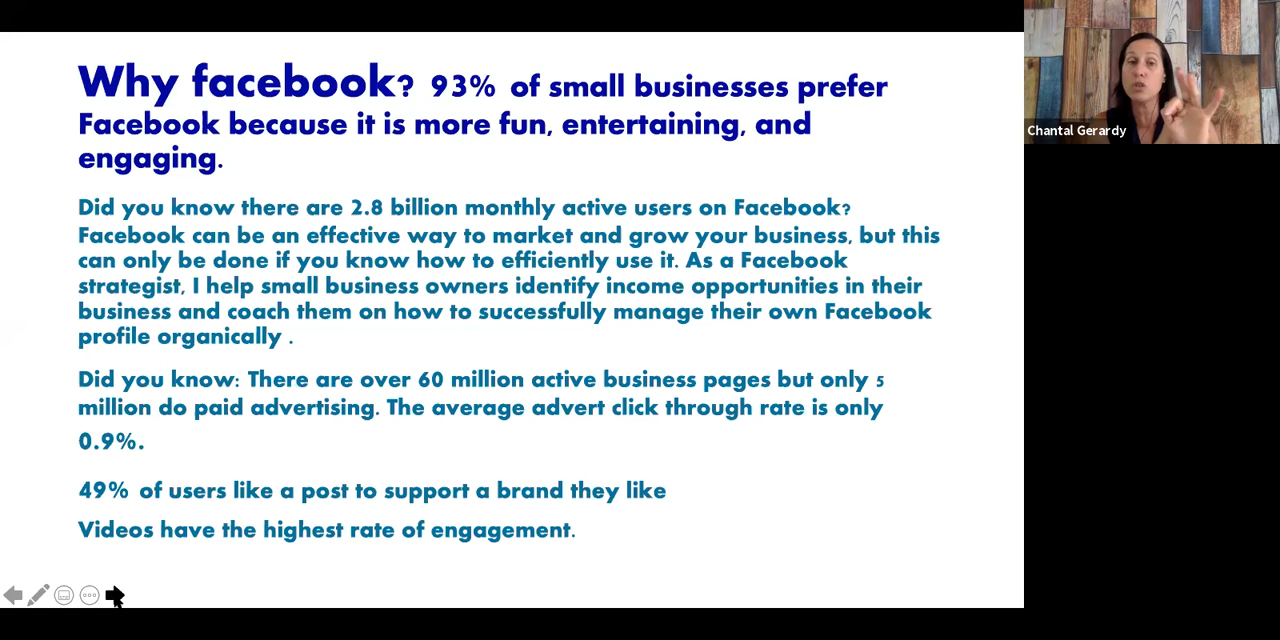 Why facebook? 93% of small businesses prefer
Facebook because it is more fun, entertaining, and
engaging.
Did you know there are 2.8 billion monthly active users on Facebook?
Facebook can be an effective way to market and grow your business, but this
can only be done if you know how to efficiently use it. As a Facebook
strategist, I help small business owners identify income opportunities in their
business and coach them on how to successfully manage their own Facebook
profile organically .
Did you know: There are over 60 million active business pages but only 5
million do paid advertising. The average advert click through rate is only
0.9%.
49% of users like a post to support a brand they like
Videos have the highest rate of engagement.
Chantal Gerardy